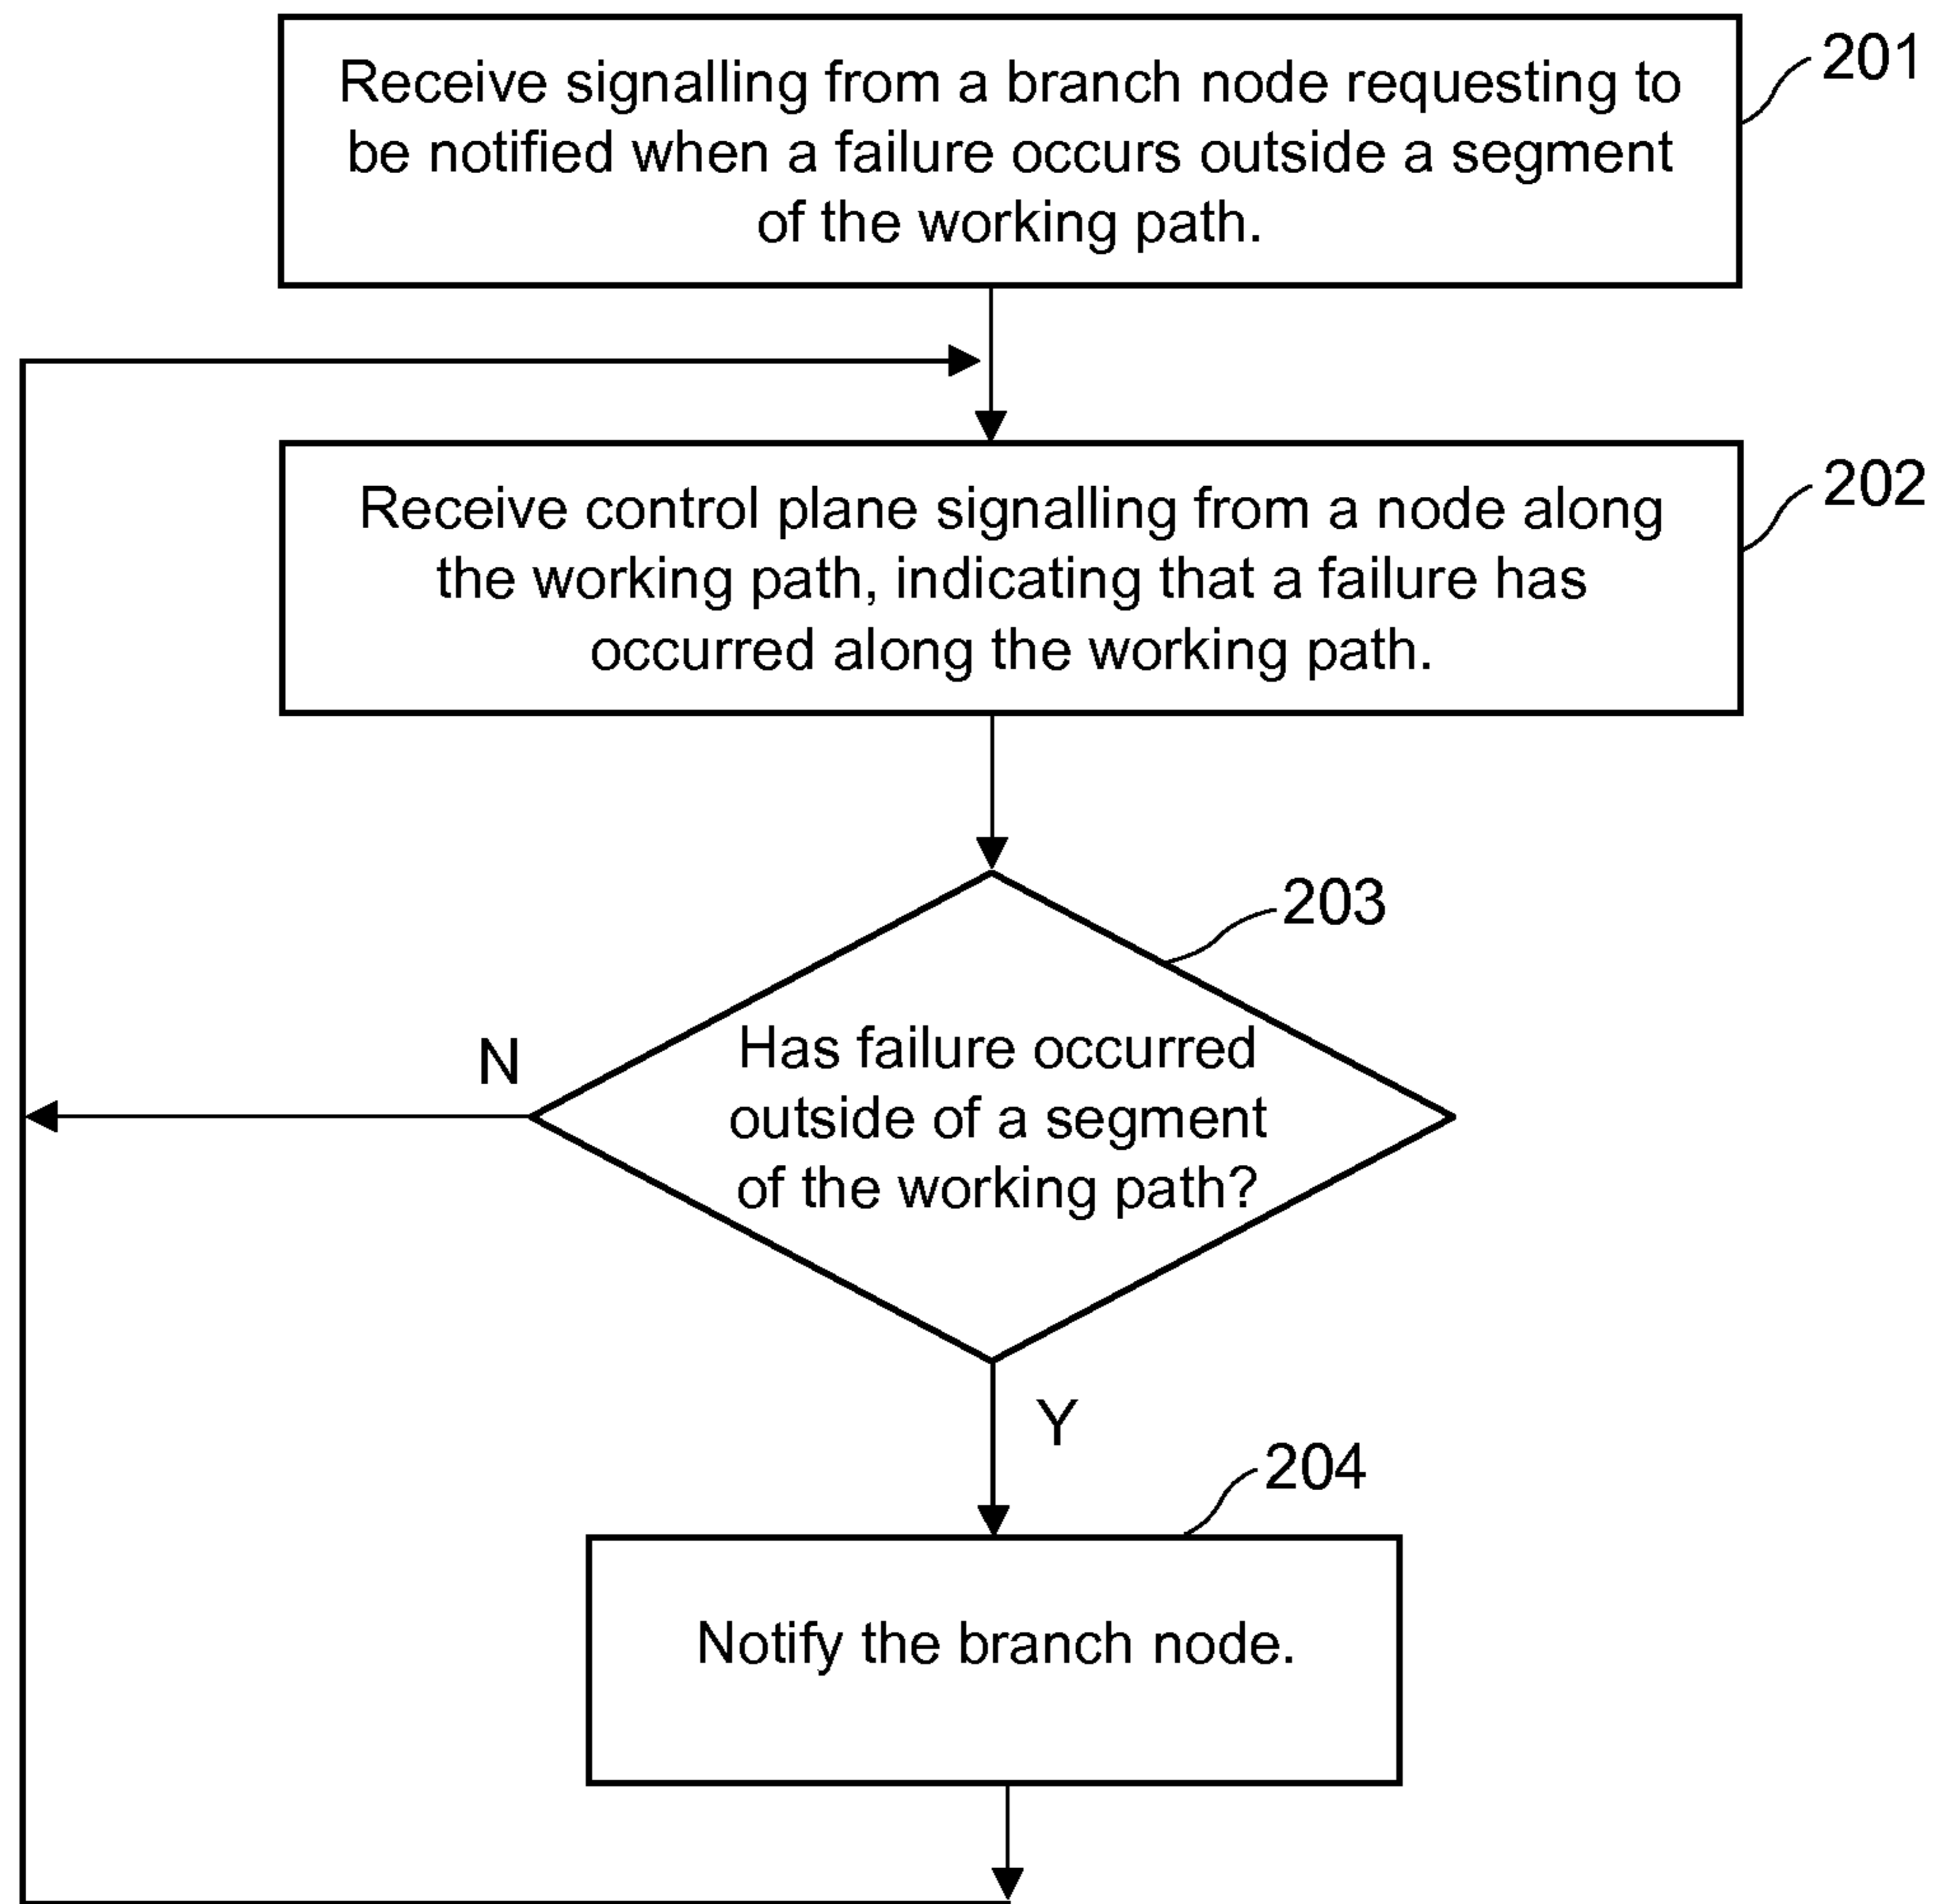 Receive signalling from a branch node requesting to
be notified when a failure occurs outside a segment
of the working path.
201
Receive control plane signalling from a node along
the working path, indicating that a failure has
occurred along the working path.
202
203
Has failure occurred
outside of a segment
of the working path?
N
Y
204
Notify the branch node.